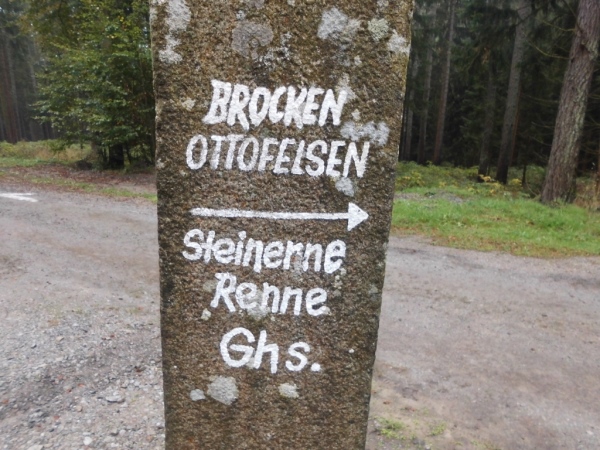 BROCKEN
OTTOFELSEN
Steinerne
Renne
Ghs.